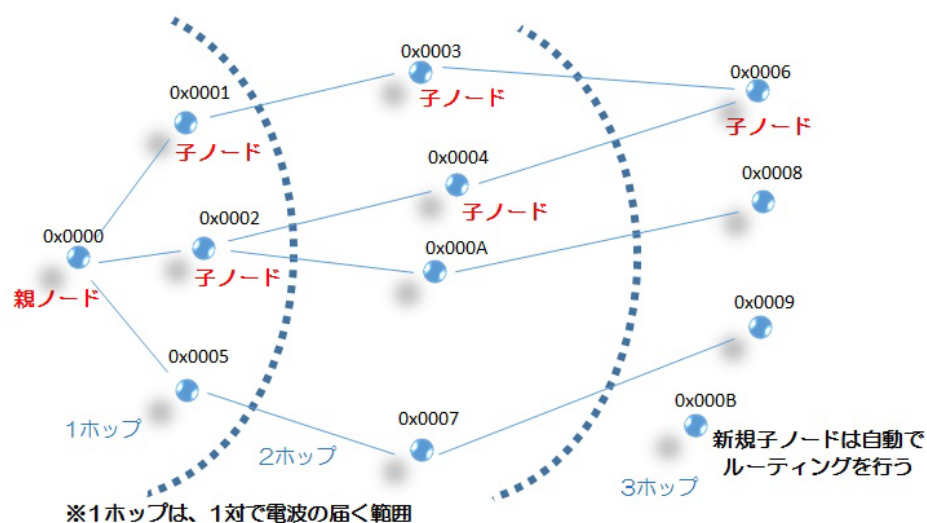 0x0003
0x0006
0x0001
子ノード
子ノード
子ノード
0x0004
0x0008
0x0002
子ノード
0x0000
0x000A
子ノード
親ノード
0x0009
0x0005
0x000B
0x0007
1ホップ
新規子ノードは自動で
ルーティングを行う
2ホップ
3ホップ
※1ホップは、1対で電波の届く範囲